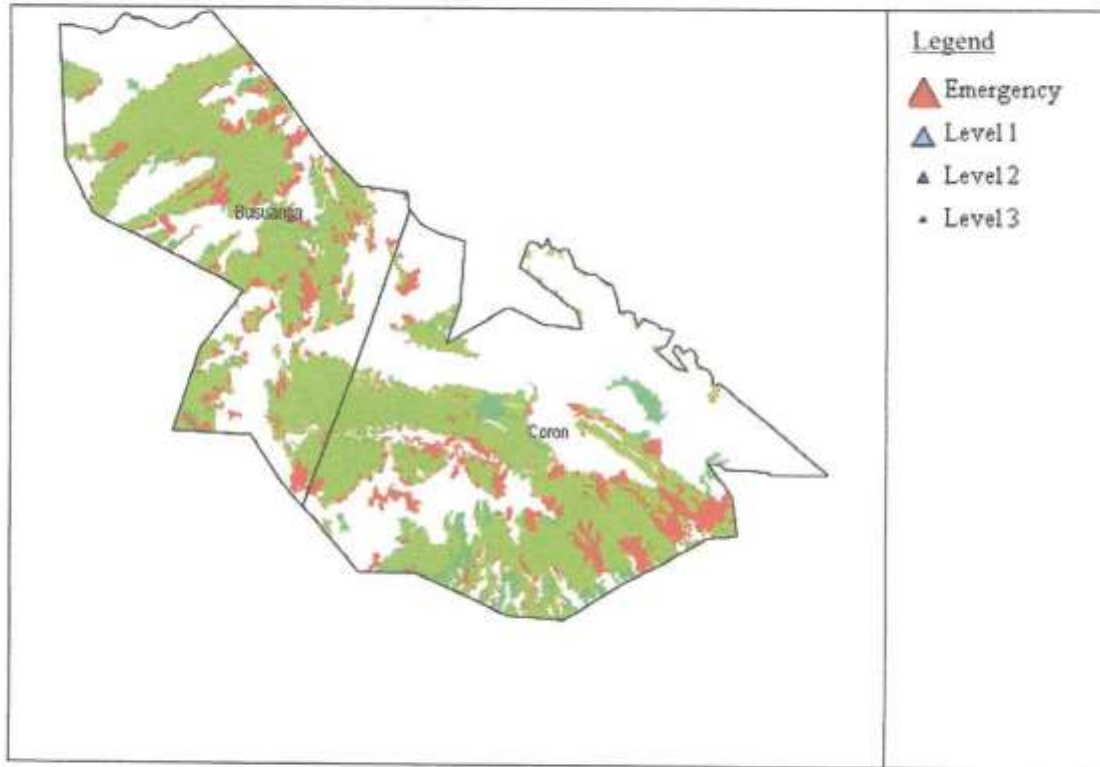 Legend
Emergency
Level 1
Level 2
Level 3
Busuanga
Coron